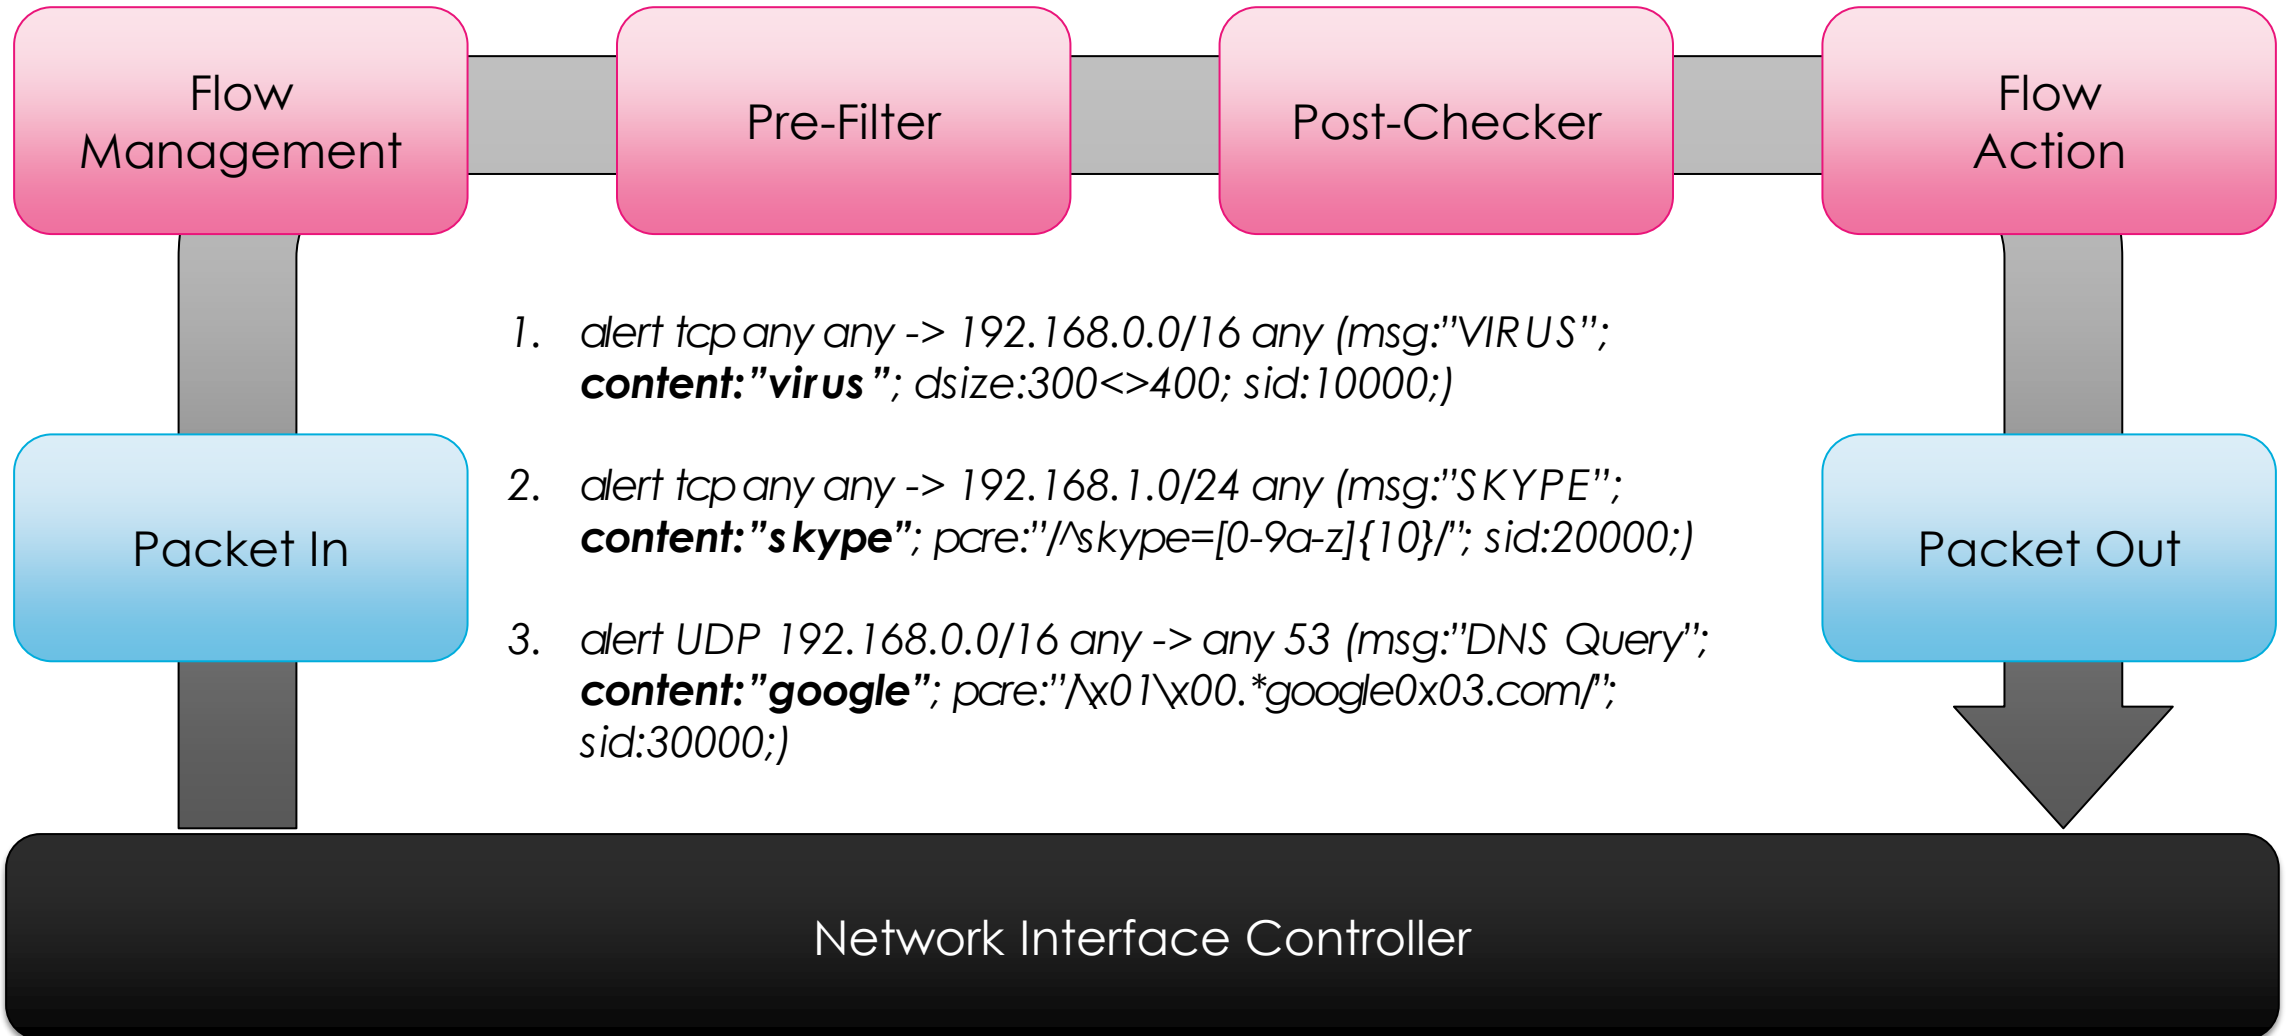 Flow
Management
Pre-Filter
Post-Checker
Flow
Action
1. alert tcp any any -> 192.168.0.0/16 any (msg:”VIRUS”;
content:”virus”; dsize:300<>400; sid:10000;)
2. alert tcp any any -> 192.168.1.0/24 any (msg:”SKYPE”;
content:”skype”; pcre:”/^skype=[0-9a-z]{10}/”; sid:20000;)
3. alert UDP 192.168.0.0/16 any -> any 53 (msg:”DNS Query”;
content:”google”; pcre:”/\x01\x00.*google0x03.com/”;
sid:30000;)
Packet In
Packet Out
Network Interface Controller